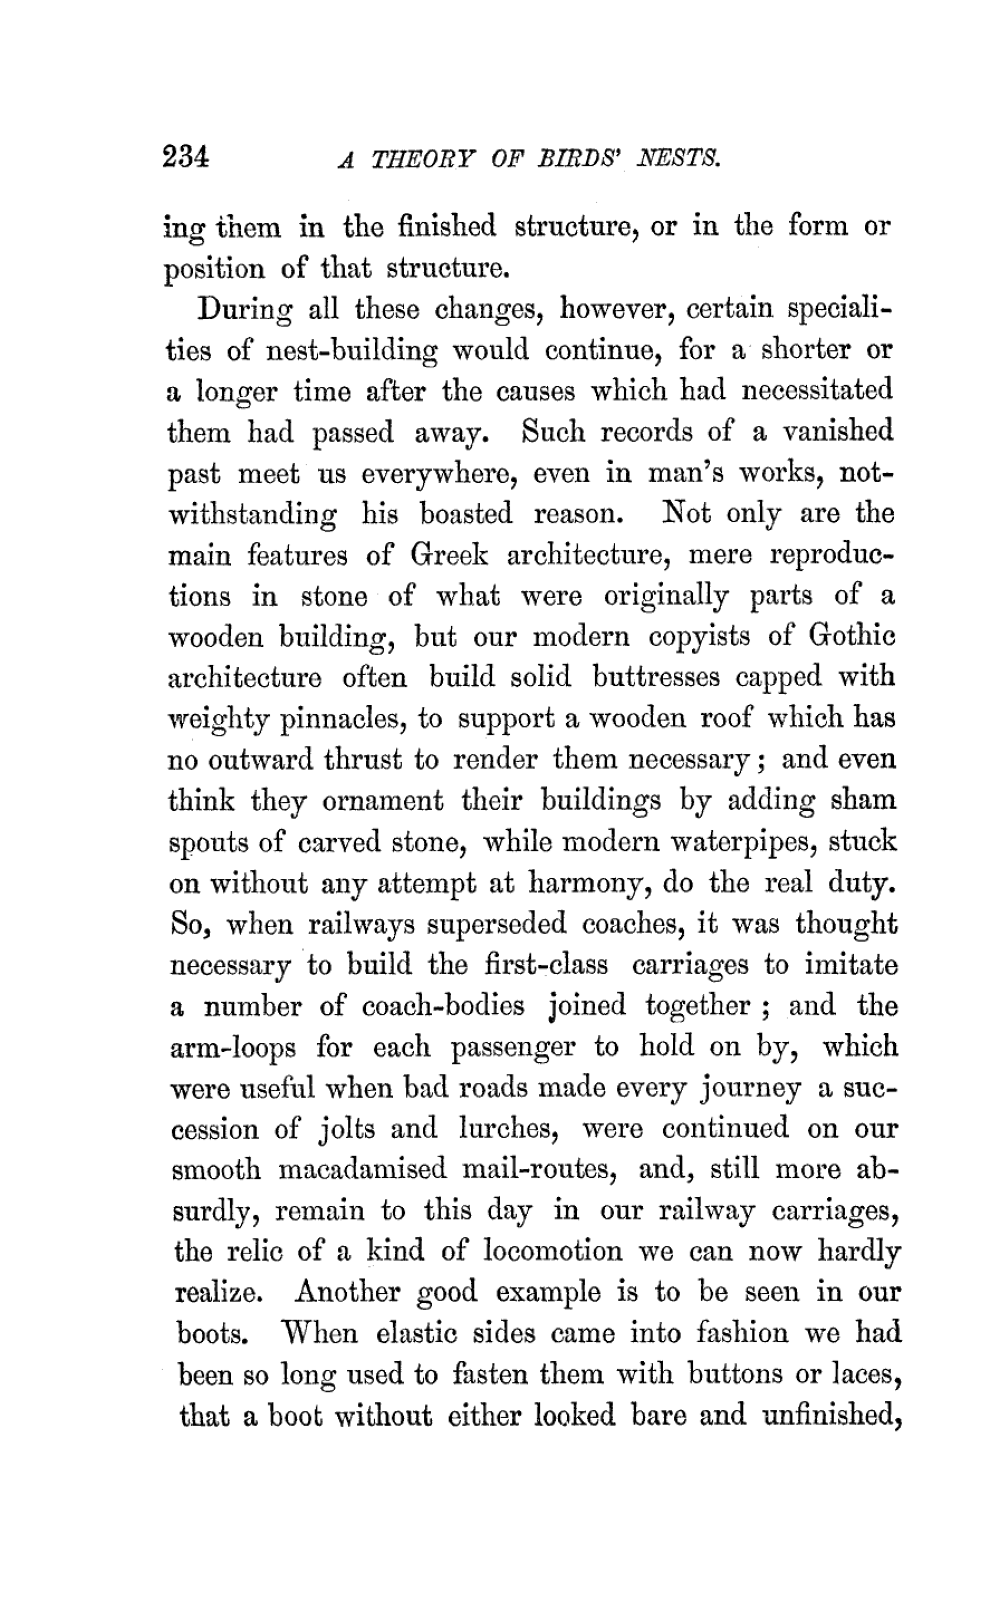 234 A THEORY OF BIRDS' NESTS.
ing them in the finished structure, or in the form or
position of that structure.
During all these changes, however, certain speciali-
ties of nest-building would continue, for a shorter or
a longer time after the causes which had necessitated
them had passed away. Such records of a vanished
past meet us everywhere, even in man's works, not-
withstanding his boasted reason. Not only are the
main features of Greek architecture, mere reproduc-
tions in stone of what were originally parts of a
wooden building, but our modern copyists of Gothic
architecture often build solid buttresses capped with
weighty pinnacles, to support a wooden roof which has
no outward thrust to render them necessary; and even
think they ornament their buildings by adding sham
spouts of carved stone, while modern waterpipes, stuck
on without any attempt at harmony, do the real duty.
So, when railways superseded coaches, it was thought
necessary to build the first-class carriages to imitate
a number of coach-bodies joined together; and the
arm-loops for each passenger to hold on by, which
were useful when bad roads made every journey a suc-
cession of jolts and lurches, were continued on our
smooth macadamised mail-routes, and, still more ab-
surdly, remain to this day in our railway carriages,
the relic of a kind of locomotion we can now hardly
realize. Another good example is to be seen in our
boots. When elastic sides came into fashion we had
been so long used to fasten them with buttons or laces,
that a boot without either looked bare and unfinished,